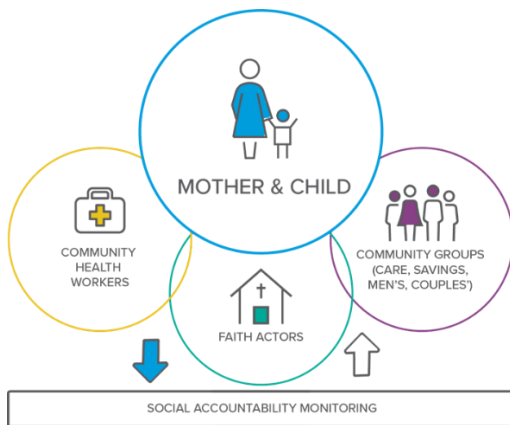 MOTHER & CHILD
COMMUNITY
HEALTH
WORKERS
FAITH ACTORS
COMMUNITY GROUPS
(CARE, SAVINGS,
MEN'S, COUPLES')
SOCIAL ACCOUNTABILITY MONITORING